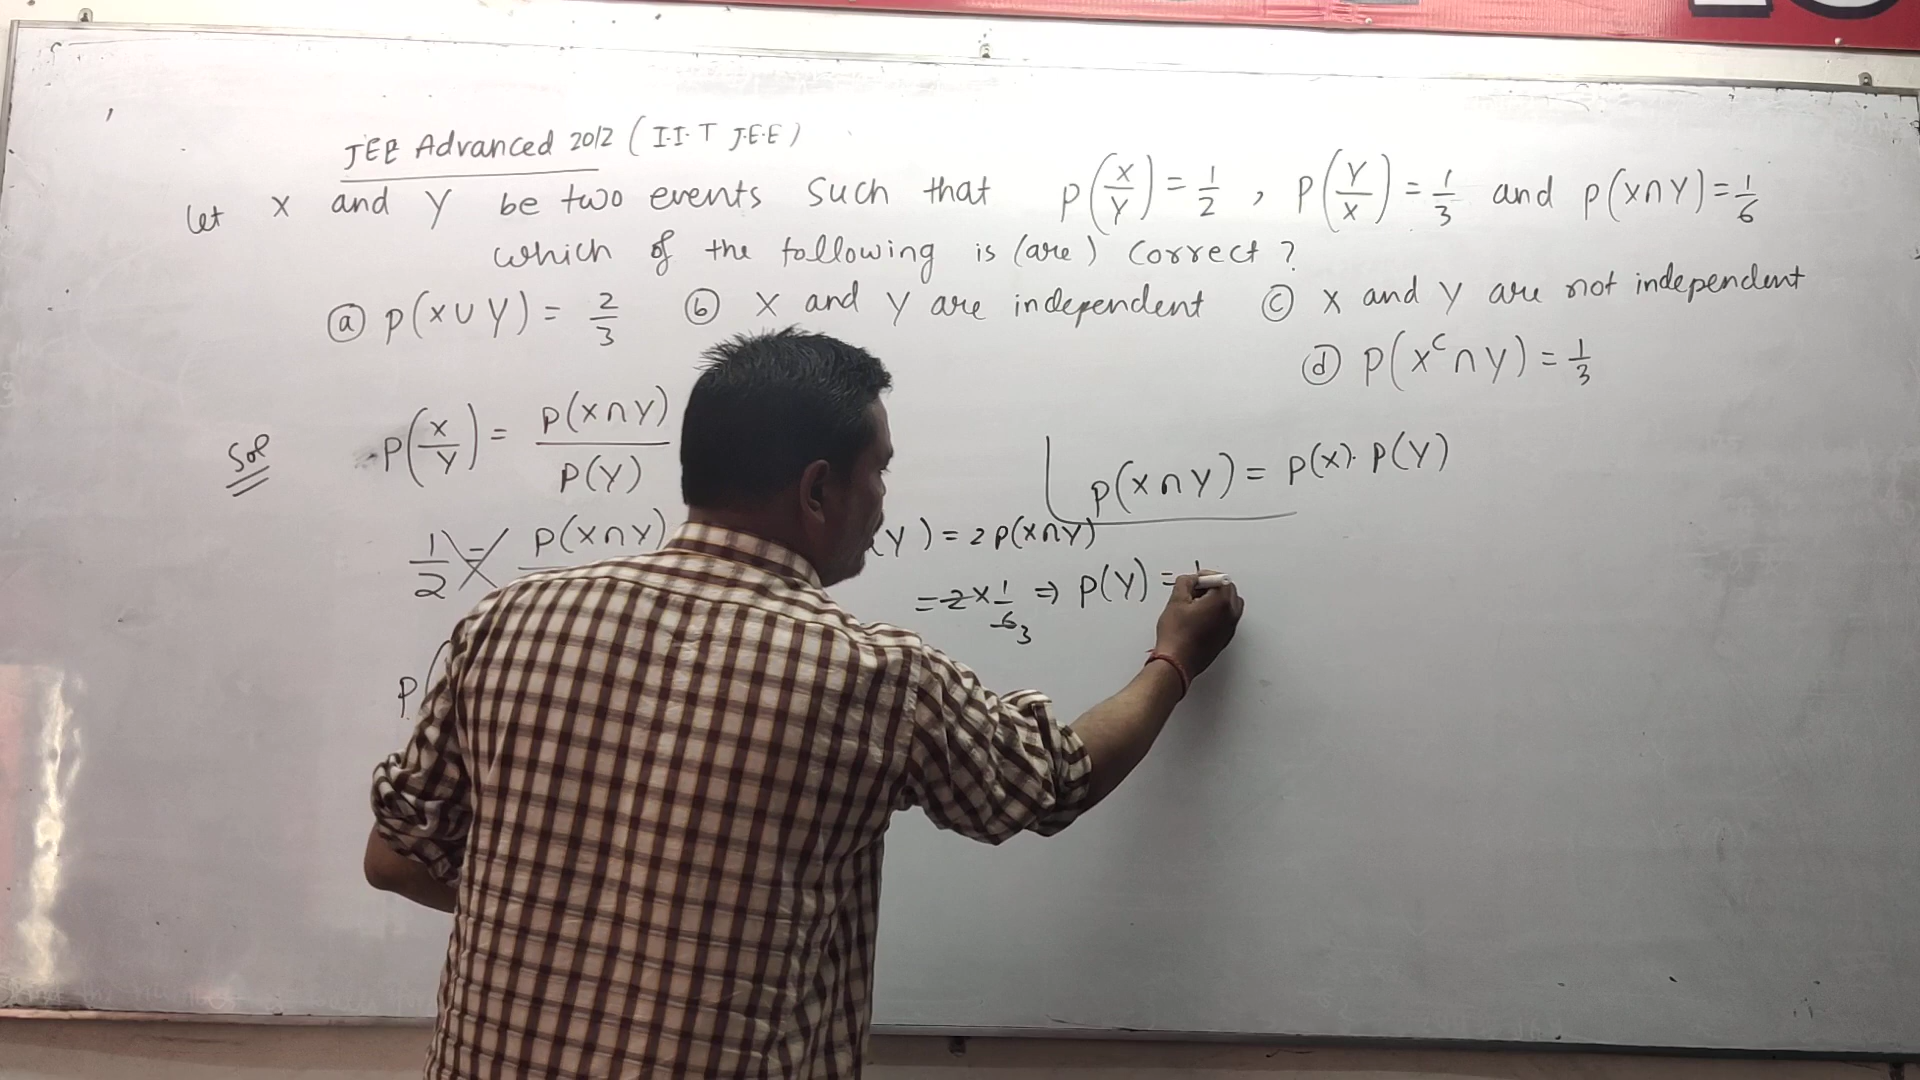 JEE Advanced 2012 (I.I.T J.E.E)
Let X and Y be two events such that P(X/Y) = 1/2 , P(Y/X) = 1/3 and P(X∩Y) = 1/6
which of the following is (are) correct ?
(a) P(X∪Y) = 2/3 (b) X and Y are independent (c) X and Y are not independent
(d) P(X^c∩Y) = 1/3
Sol P(X/Y) = P(X∩Y)/P(Y)
P(X∩Y) = P(X). P(Y)
1/2 = P(X∩Y) Y) = 2P(X∩Y)
= 2 × 1/6 3 ⇒ P(Y) =
P(